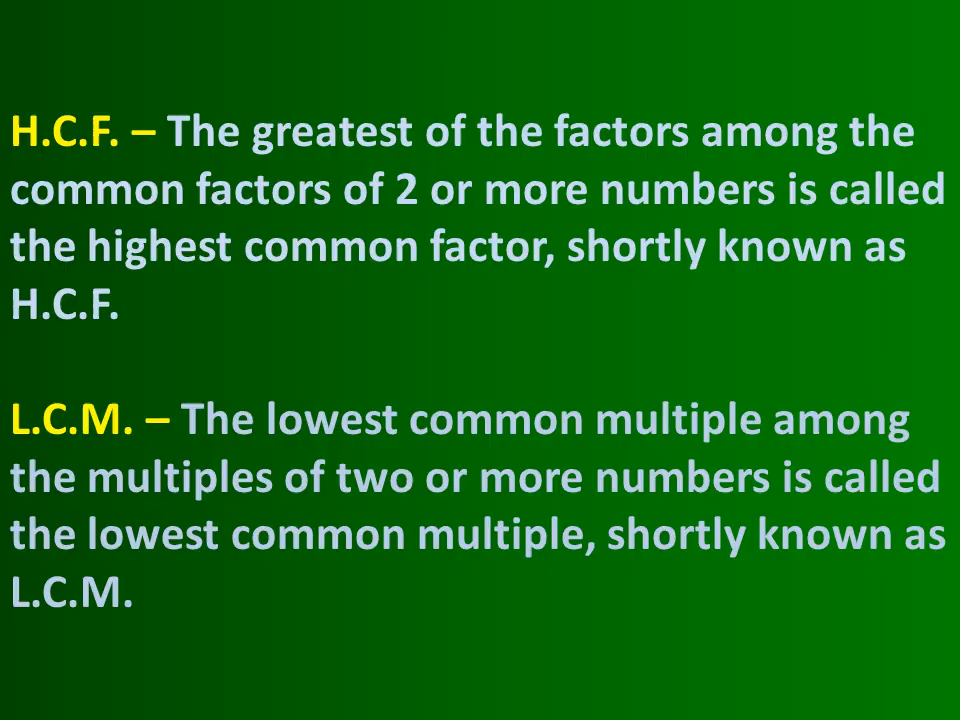 H.C.F. – The greatest of the factors among the
common factors of 2 or more numbers is called
the highest common factor, shortly known as
H.C.F.
L.C.M. – The lowest common multiple among
the multiples of two or more numbers is called
the lowest common multiple, shortly known as
L.C.M.